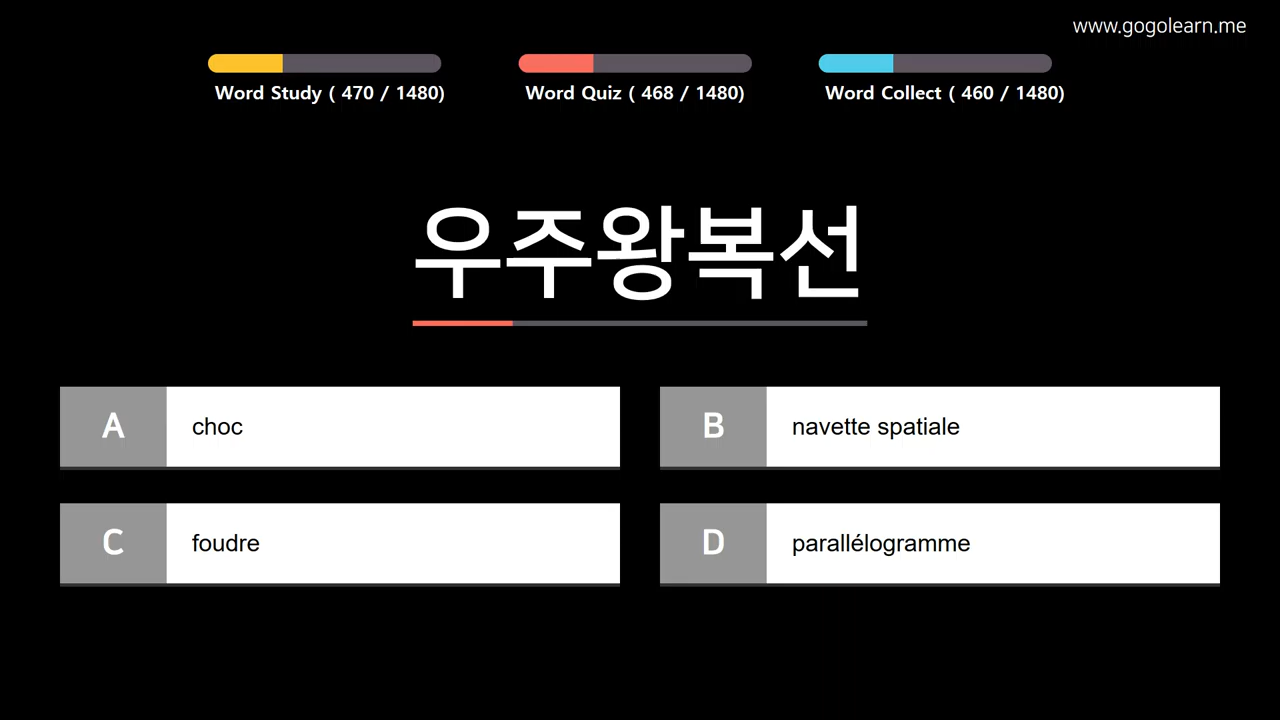 www.gogolearn.me
Word Study ( 470 / 1480)
Word Quiz ( 468 / 1480)
Word Collect ( 460 / 1480)
우주왕복선
A choc
B navette spatiale
C foudre
D parallélogramme